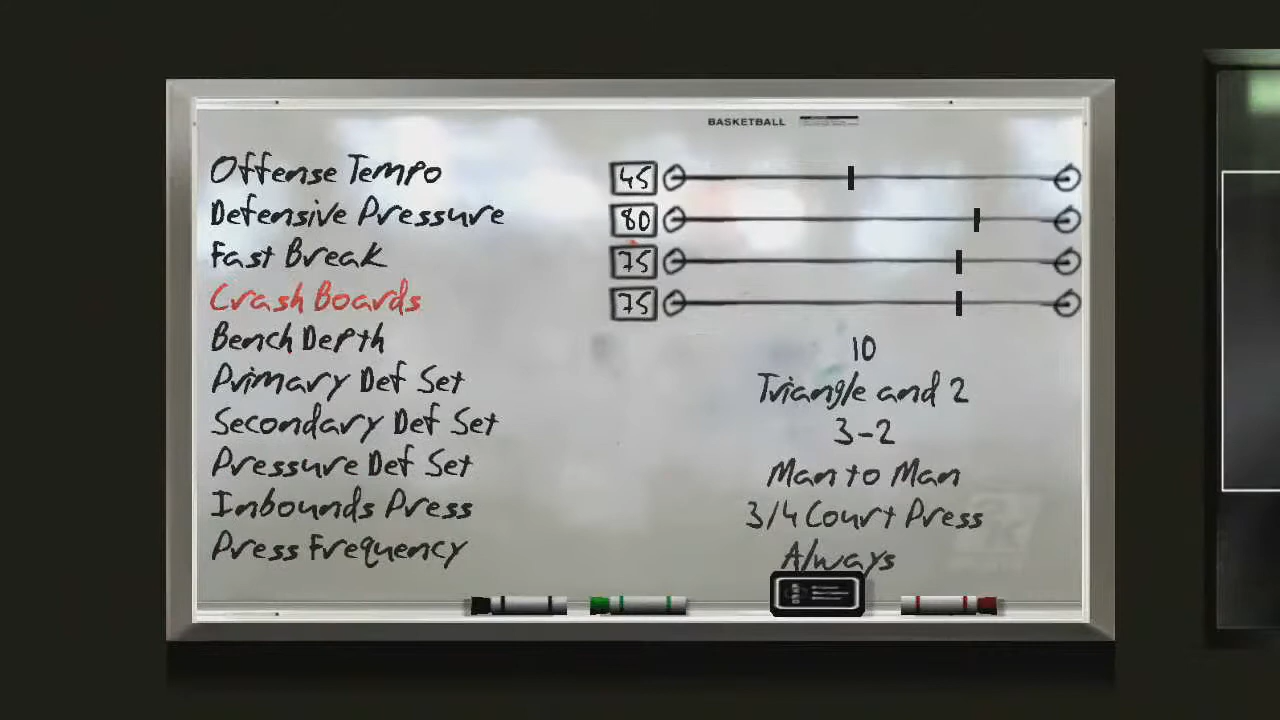 BASKETBALL
Offense Tempo 45
Defensive Pressure 80
Fast Break 75
Crash Boards 75
Bench Depth 10
Primary Def Set Triangle and 2
Secondary Def Set 3-2
Pressure Def Set Man to Man
Inbounds Press 3/4 Court Press
Press Frequency Always